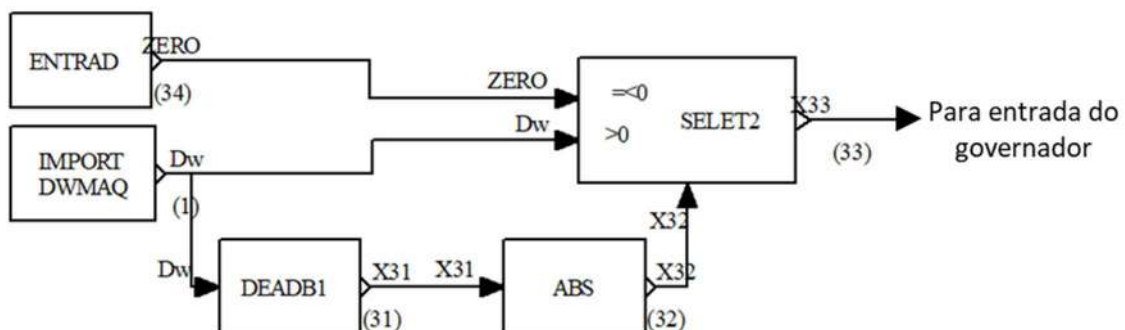 ENTRAD
ZERO
(34)
ZERO
=<0
>0
SELET2
X33
(33)
Para entrada do
governador
IMPORT
DWMAQ
Dw
(1)
Dw
X32
Dw
DEADB1
X31
(31)
X31
ABS
X32
(32)